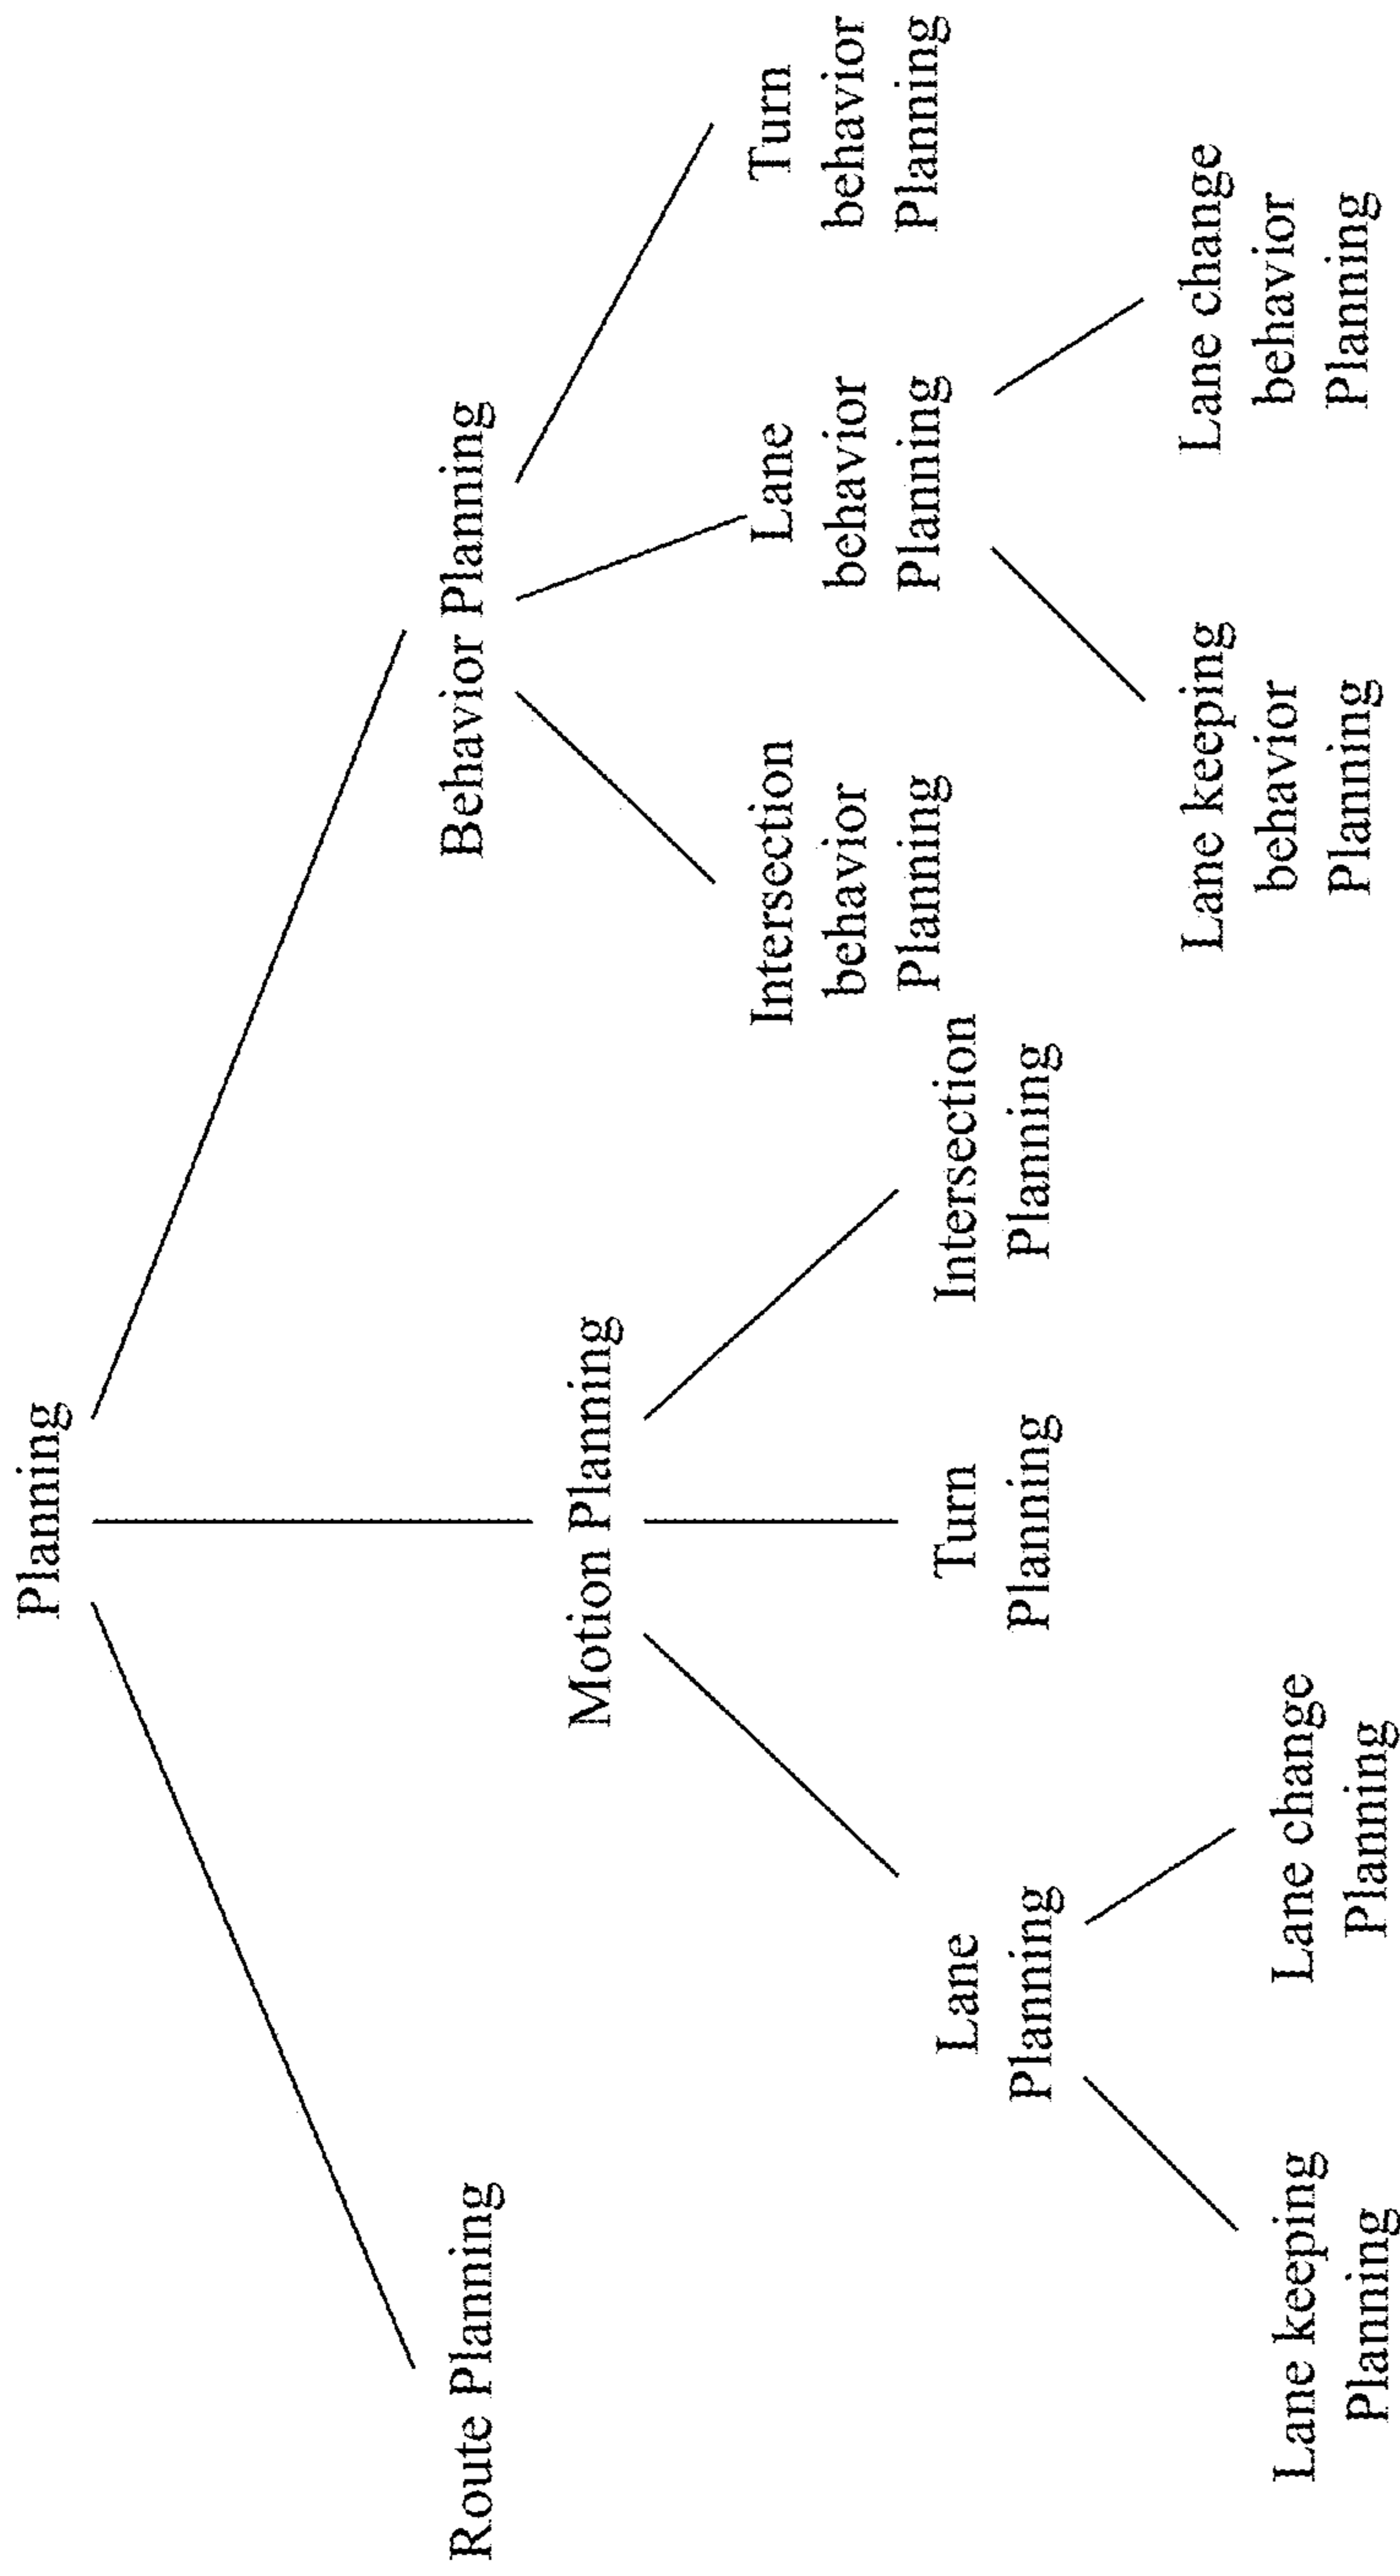 Planning
Route Planning
Motion Planning
Behavior Planning
Lane
Planning
Turn
Planning
Intersection
Planning
Intersection
behavior
Planning
Lane
behavior
Planning
Turn
behavior
Planning
Lane keeping
Planning
Lane change
Planning
Lane keeping
behavior
Planning
Lane change
behavior
Planning